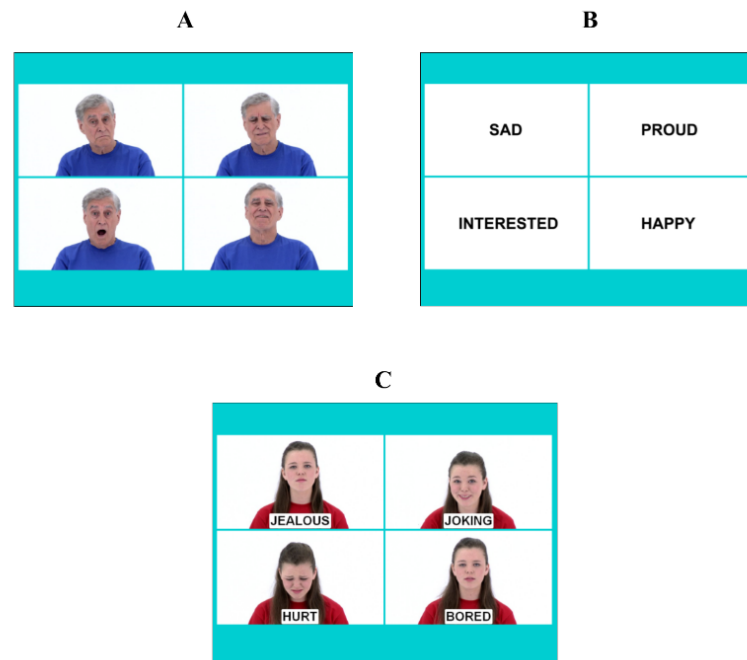 A
B
SAD
PROUD
INTERESTED
HAPPY
C
JEALOUS
JOKING
HURT
BORED